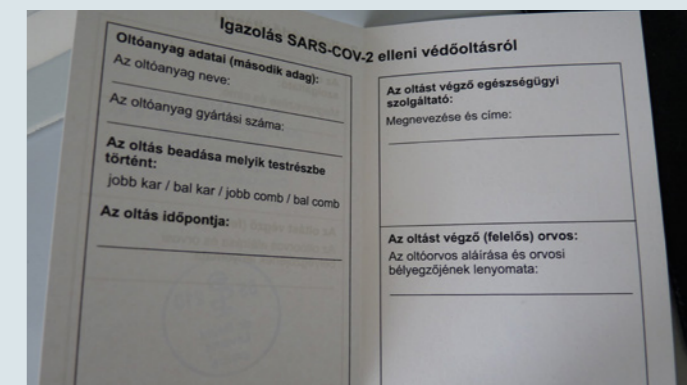 Igazolás SARS-COV-2 elleni védőoltásról
Oltóanyag adatai (második adag):
Az oltóanyag neve:
Az oltóanyag gyártási száma:
Az oltás beadása melyik testrészbe
történt:
jobb kar / bal kar / jobb comb / bal comb
Az oltás időpontja:
Az oltást végző egészségügyi
szolgáltató:
Megnevezése és címe:
Az oltást végző (felelős) orvos:
Az oltóorvos aláírása és orvosi
bélyegzőjének lenyomata: